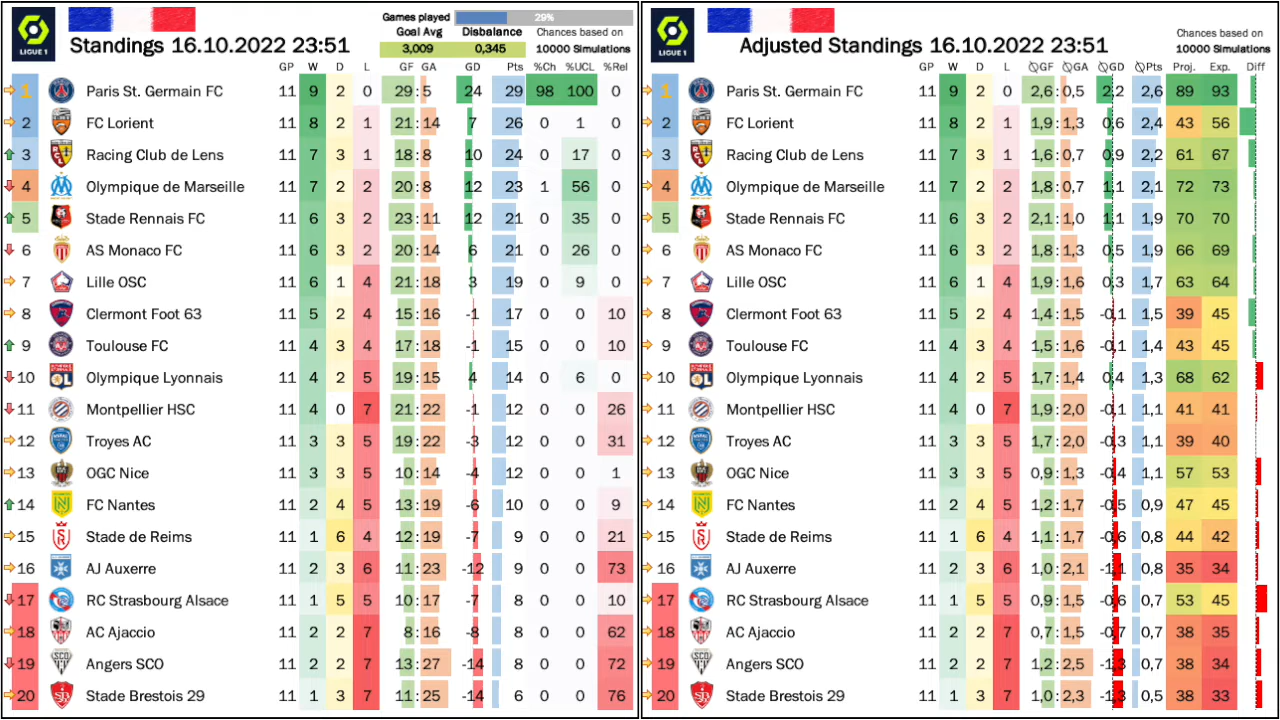 Games played 29%
Goal Avg Disbalance Chances based on
LIGUE 1 Standings 16.10.2022 23:51 3,009 0,345 10000 Simulations
GP W D L GF GA GD Pts %Ch %UCL %Rel
1 Paris St. Germain FC 11 9 2 0 29 : 5 24 29 98 100 0
2 FC Lorient 11 8 2 1 21 : 14 7 26 0 1 0
3 Racing Club de Lens 11 7 3 1 18 : 8 10 24 0 17 0
4 Olympique de Marseille 11 7 2 2 20 : 8 12 23 1 56 0
5 Stade Rennais FC 11 6 3 2 23 : 11 12 21 0 35 0
6 AS Monaco FC 11 6 3 2 20 : 14 6 21 0 26 0
7 Lille OSC 11 6 1 4 21 : 18 3 19 0 9 0
8 Clermont Foot 63 11 5 2 4 15 : 16 -1 17 0 0 10
9 Toulouse FC 11 4 3 4 17 : 18 -1 15 0 0 10
10 Olympique Lyonnais 11 4 2 5 19 : 15 4 14 0 6 0
11 Montpellier HSC 11 4 0 7 21 : 22 -1 12 0 0 26
12 Troyes AC 11 3 3 5 19 : 22 -3 12 0 0 31
13 OGC Nice 11 3 3 5 10 : 14 -4 12 0 0 1
14 FC Nantes 11 2 4 5 13 : 19 -6 10 0 0 9
15 Stade de Reims 11 1 6 4 12 : 19 -7 9 0 0 21
16 AJ Auxerre 11 2 3 6 11 : 23 -12 9 0 0 73
17 RC Strasbourg Alsace 11 1 5 5 10 : 17 -7 8 0 0 10
18 AC Ajaccio 11 2 2 7 8 : 16 -8 8 0 0 62
19 Angers SCO 11 2 2 7 13 : 27 -14 8 0 0 72
20 Stade Brestois 29 11 1 3 7 11 : 25 -14 6 0 0 76
Chances based on
LIGUE 1 Adjusted Standings 16.10.2022 23:51 10000 Simulations
GP W D L ∅GF ∅GA ∅GD ∅Pts Proj. Exp. Diff
1 Paris St. Germain FC 11 9 2 0 2,6 : 0,5 2,2 2,6 89 93
2 FC Lorient 11 8 2 1 1,9 : 1,3 0,6 2,4 43 56
3 Racing Club de Lens 11 7 3 1 1,6 : 0,7 0,9 2,2 61 67
4 Olympique de Marseille 11 7 2 2 1,8 : 0,7 1,1 2,1 72 73
5 Stade Rennais FC 11 6 3 2 2,1 : 1,0 1,1 1,9 70 70
6 AS Monaco FC 11 6 3 2 1,8 : 1,3 0,5 1,9 66 69
7 Lille OSC 11 6 1 4 1,9 : 1,6 0,3 1,7 63 64
8 Clermont Foot 63 11 5 2 4 1,4 : 1,5 -0,1 1,5 39 45
9 Toulouse FC 11 4 3 4 1,5 : 1,6 -0,1 1,4 43 45
10 Olympique Lyonnais 11 4 2 5 1,7 : 1,4 0,4 1,3 68 62
11 Montpellier HSC 11 4 0 7 1,9 : 2,0 -0,1 1,1 41 41
12 Troyes AC 11 3 3 5 1,7 : 2,0 -0,3 1,1 39 40
13 OGC Nice 11 3 3 5 0,9 : 1,3 -0,4 1,1 57 53
14 FC Nantes 11 2 4 5 1,2 : 1,7 -0,5 0,9 47 45
15 Stade de Reims 11 1 6 4 1,1 : 1,7 -0,6 0,8 44 42
16 AJ Auxerre 11 2 3 6 1,0 : 2,1 -1,1 0,8 35 34
17 RC Strasbourg Alsace 11 1 5 5 0,9 : 1,5 -0,6 0,7 53 45
18 AC Ajaccio 11 2 2 7 0,7 : 1,5 -0,7 0,7 38 35
19 Angers SCO 11 2 2 7 1,2 : 2,5 -1,3 0,7 38 34
20 Stade Brestois 29 11 1 3 7 1,0 : 2,3 -1,3 0,5 38 33